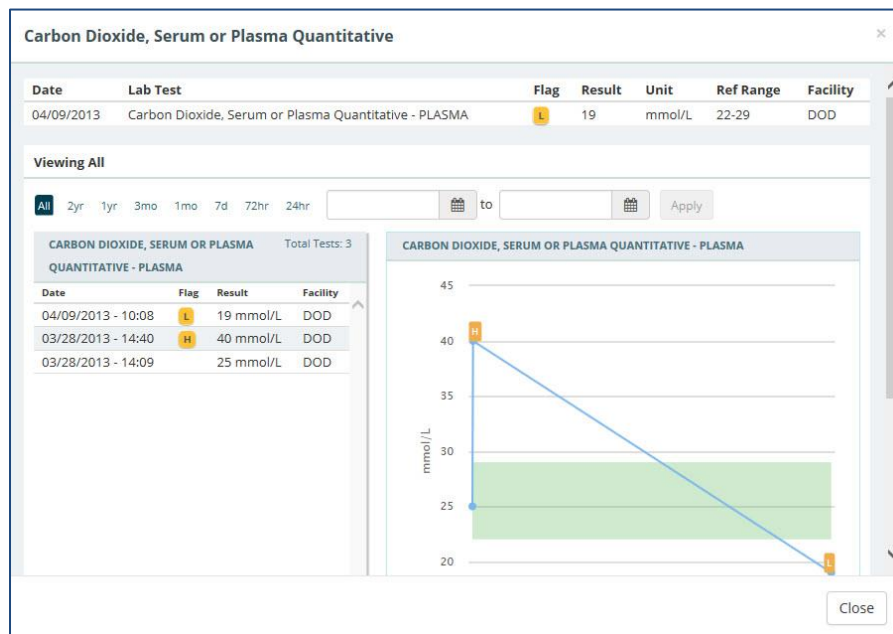 Carbon Dioxide, Serum or Plasma Quantitative ×
Date Lab Test Flag Result Unit Ref Range Facility
04/09/2013 Carbon Dioxide, Serum or Plasma Quantitative - PLASMA L 19 mmol/L 22-29 DOD
Viewing All
All 2yr 1yr 3mo 1mo 7d 72hr 24hr to Apply
CARBON DIOXIDE, SERUM OR PLASMA Total Tests: 3
QUANTITATIVE - PLASMA
Date Flag Result Facility
04/09/2013 - 10:08 L 19 mmol/L DOD
03/28/2013 - 14:40 H 40 mmol/L DOD
03/28/2013 - 14:09 25 mmol/L DOD
CARBON DIOXIDE, SERUM OR PLASMA QUANTITATIVE - PLASMA
45
H
40
35
mmol/L
30
25
20
L
Close